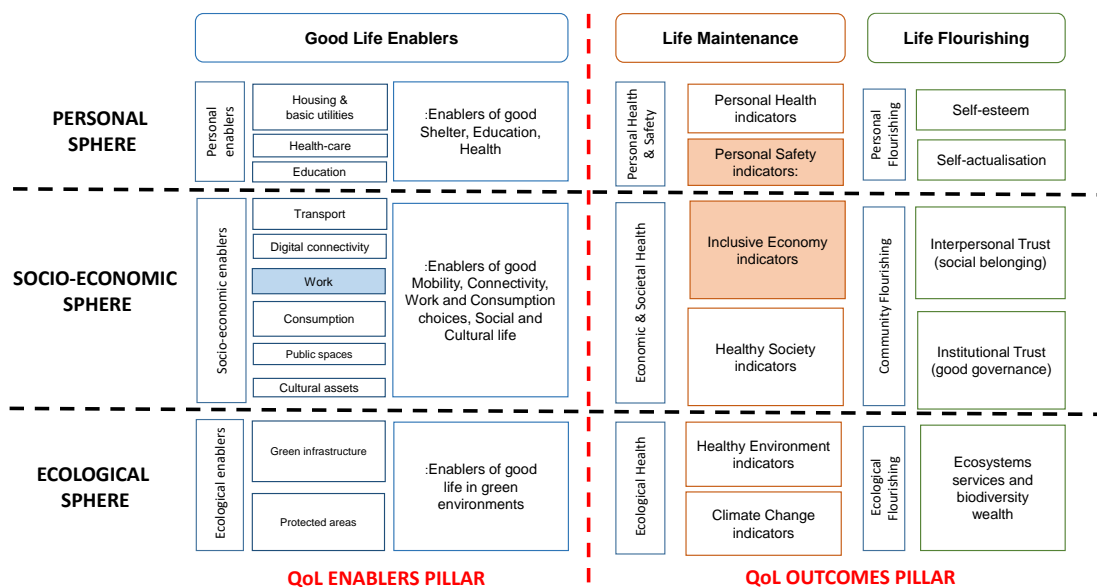 Good Life Enablers
Life Maintenance
Life Flourishing
PERSONAL
SPHERE
Personal
enablers
Housing &
basic utilities
Health-care
Education
:Enablers of good
Shelter, Education,
Health
Personal Health
& Safety
Personal Health
indicators
Personal Safety
indicators:
Personal
Flourishing
Self-esteem
Self-actualisation
SOCIO-ECONOMIC
SPHERE
Socio-economic enablers
Transport
Digital connectivity
Work
Consumption
Public spaces
Cultural assets
:Enablers of good
Mobility, Connectivity,
Work and Consumption
choices, Social and
Cultural life
Economic & Societal Health
Inclusive Economy
indicators
Healthy Society
indicators
Community Flourishing
Interpersonal Trust
(social belonging)
Institutional Trust
(good governance)
ECOLOGICAL
SPHERE
Ecological enablers
Green infrastructure
Protected areas
:Enablers of good
life in green
environments
Ecological Health
Healthy Environment
indicators
Climate Change
indicators
Ecological
Flourishing
Ecosystems
services and
biodiversity
wealth
QoL ENABLERS PILLAR
QoL OUTCOMES PILLAR